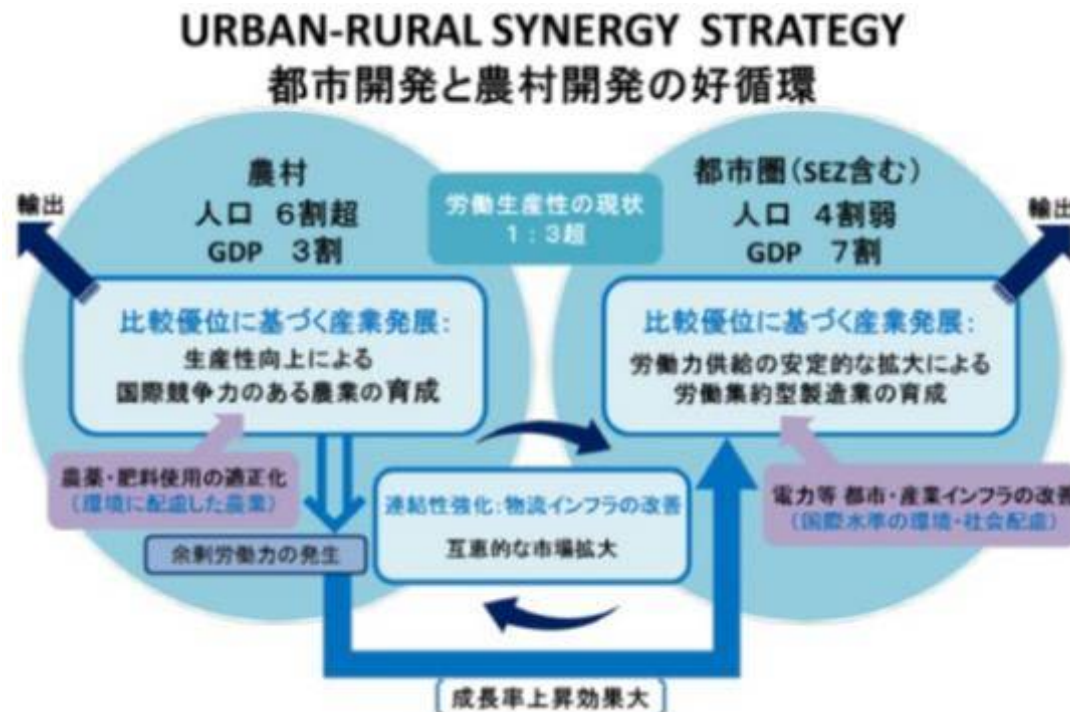 URBAN-RURAL SYNERGY STRATEGY
都市開発と農村開発の好循環
農村
人口 6割超
GDP 3割
輸出
労働生産性の現状
1：3超
都市圏（SEZ含む）
人口 4割弱
GDP 7割
輸出
比較優位に基づく産業発展：
生産性向上による
国際競争力のある農業の育成
比較優位に基づく産業発展：
労働力供給の安定的な拡大による
労働集約型製造業の育成
農薬・肥料使用の適正化
（環境に配慮した農業）
連結性強化：物流インフラの改善
互恵的な市場拡大
電力等 都市・産業インフラの改善
（国際水準の環境・社会配慮）
余剰労働力の発生
成長率上昇効果大